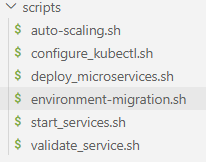 scripts
$ auto-scaling.sh
$ configure_kubectl.sh
$ deploy_microservices.sh
$ environment-migration.sh
$ start_services.sh
$ validate_service.sh